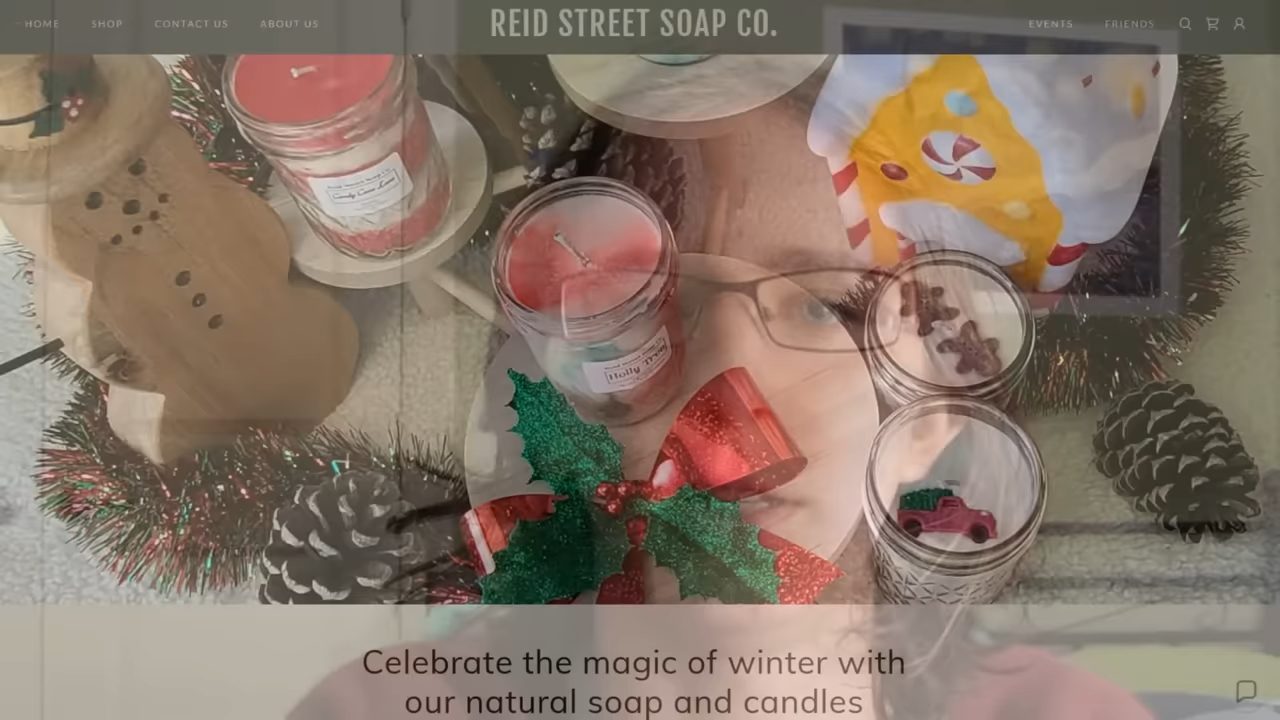 HOME SHOP CONTACT US ABOUT US REID STREET SOAP CO. EVENTS FRIENDS
Candy Cane Lane
Holly Trees
Celebrate the magic of winter with
our natural soap and candles